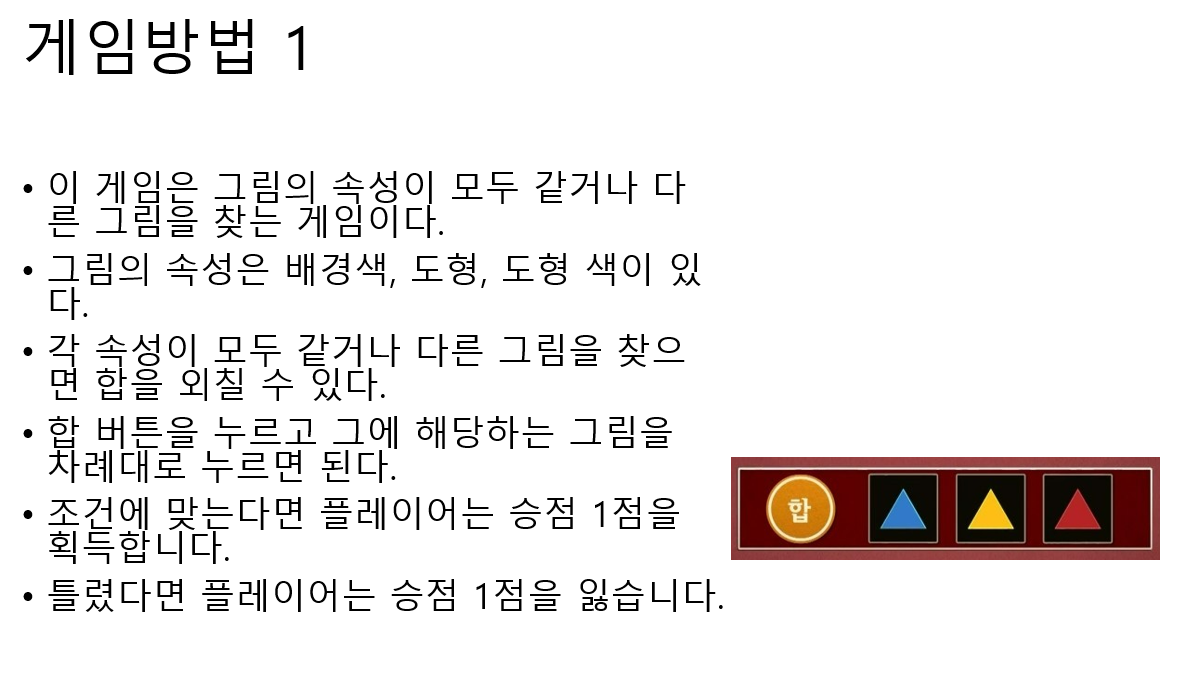 게임방법 1
• 이 게임은 그림의 속성이 모두 같거나 다
른 그림을 찾는 게임이다.
• 그림의 속성은 배경색, 도형, 도형 색이 있
다.
• 각 속성이 모두 같거나 다른 그림을 찾으
면 합을 외칠 수 있다.
• 합 버튼을 누르고 그에 해당하는 그림을
차례대로 누르면 된다.
• 조건에 맞는다면 플레이어는 승점 1점을
획득합니다.
• 틀렸다면 플레이어는 승점 1점을 잃습니다.
합